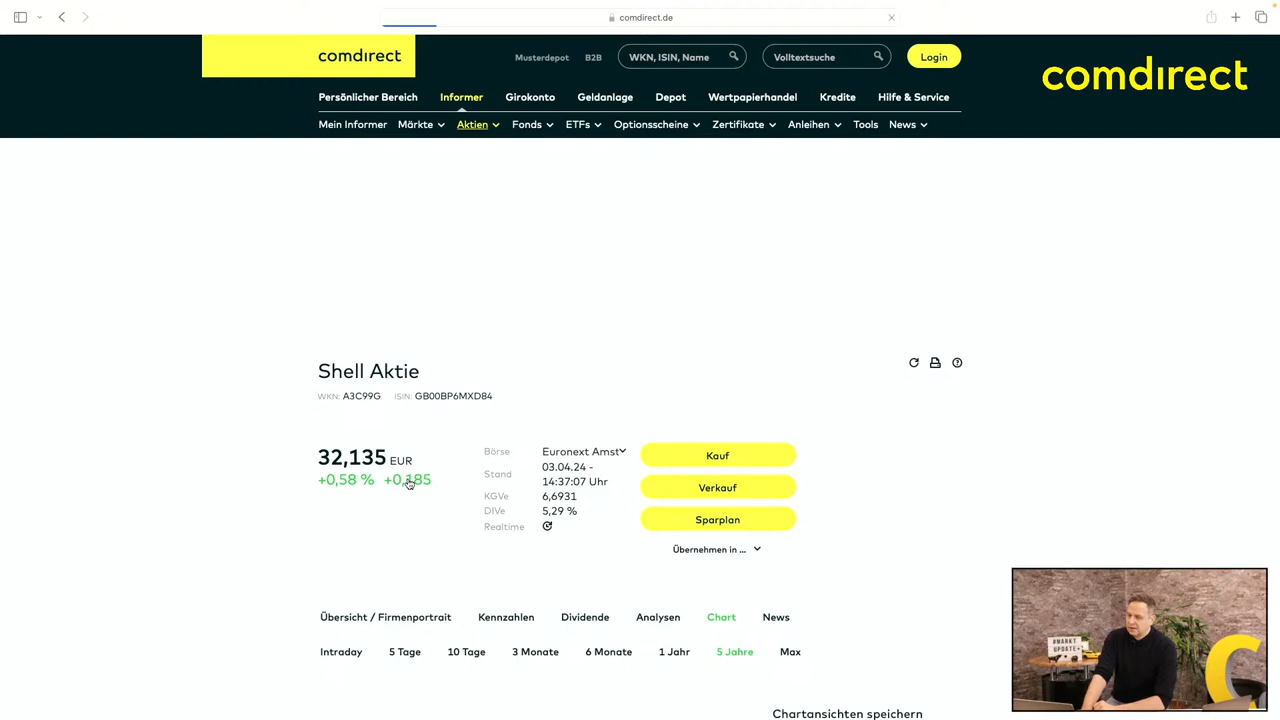 comdirect.de
comdirect
Musterdepot B2B WKN, ISIN, Name Volltextsuche Login
comdirect
Persönlicher Bereich Informer Girokonto Geldanlage Depot Wertpapierhandel Kredite Hilfe & Service
Mein Informer Märkte Aktien Fonds ETFs Optionsscheine Zertifikate Anleihen Tools News
Shell Aktie
WKN: A3C99G ISIN: GB00BP6MXD84
32,135 EUR
+0,58 % +0,185
Börse Euronext Amst
Stand 03.04.24 -
14:37:07 Uhr
KGVe 6,6931
DIVe 5,29 %
Realtime
Kauf
Verkauf
Sparplan
Übernehmen in ...
Übersicht / Firmenportrait Kennzahlen Dividende Analysen Chart News
Intraday 5 Tage 10 Tage 3 Monate 6 Monate 1 Jahr 5 Jahre Max
Chartansichten speichern
#MARKT
UPDATE+